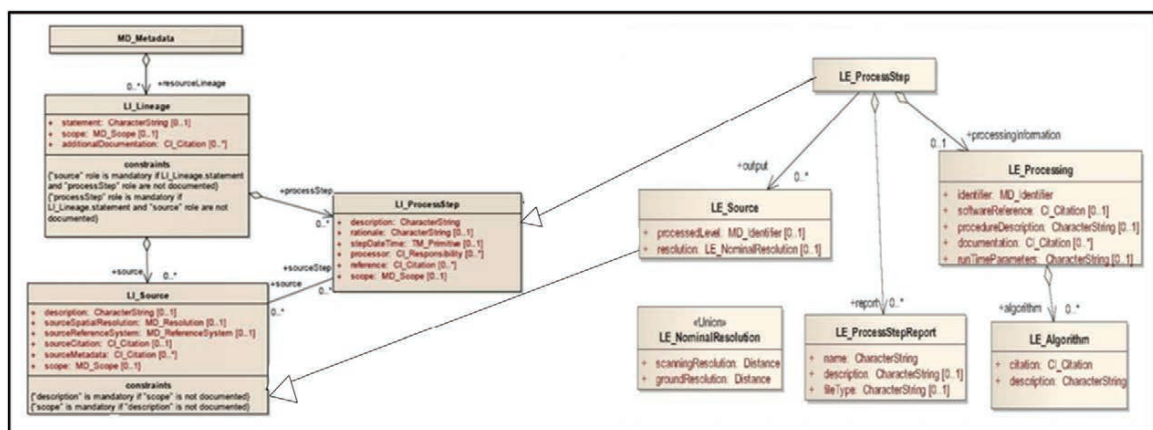 MD_Metadata
0..*
+resourceLineage
LI_Lineage
+ statement: CharacterString [0..1]
+ scope: MD_Scope [0..1]
+ additionalDocumentation: CI_Citation [0..*]
constraints
{"source" role is mandatory if LI_Lineage.statement
and "processStep" role are not documented}
{"processStep" role is mandatory if
LI_Lineage.statement and "source" role are not
documented}
+processStep
0..*
LI_ProcessStep
+ description: CharacterString
+ rationale: CharacterString [0..1]
+ stepDateTime: TM_Primitive [0..1]
+ processor: CI_Responsibility [0..*]
+ reference: CI_Citation [0..*]
+ scope: MD_Scope [0..1]
+source
0..*
+sourceStep
0..*
+source
0..*
LI_Source
+ description: CharacterString [0..1]
+ sourceSpatialResolution: MD_Resolution [0..1]
+ sourceReferenceSystem: MD_ReferenceSystem [0..1]
+ sourceCitation: CI_Citation [0..1]
+ sourceMetadata: CI_Citation [0..*]
+ scope: MD_Scope [0..1]
constraints
{"description" is mandatory if "scope" is not documented}
{"scope" is mandatory if "description" is not documented}
LE_ProcessStep
+output
0..*
+processingInformation
0..1
LE_Source
+ processedLevel: MD_Identifier [0..1]
+ resolution: LE_NominalResolution [0..1]
LE_Processing
+ identifier: MD_Identifier
+ softwareReference: CI_Citation [0..1]
+ procedureDescription: CharacterString [0..1]
+ documentation: CI_Citation [0..*]
+ runTimeParameters: CharacterString [0..1]
+report
0..*
+algorithm
0..*
«Union»
LE_NominalResolution
+ scanningResolution: Distance
+ groundResolution: Distance
LE_ProcessStepReport
+ name: CharacterString
+ description: CharacterString [0..1]
+ fileType: CharacterString [0..1]
LE_Algorithm
+ citation: CI_Citation
+ description: CharacterString